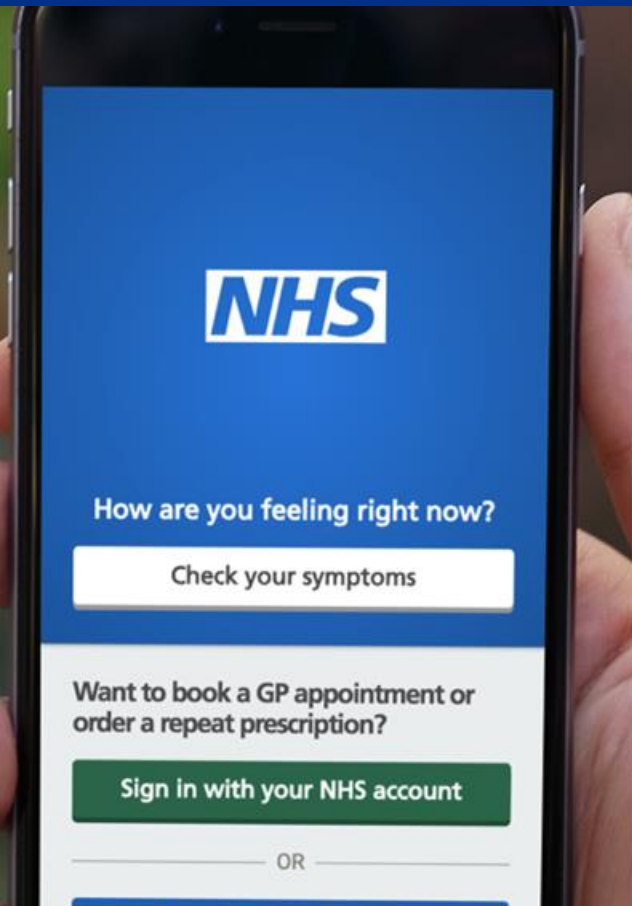 NHS
How are you feeling right now?
Check your symptoms
Want to book a GP appointment or
order a repeat prescription?
Sign in with your NHS account
OR